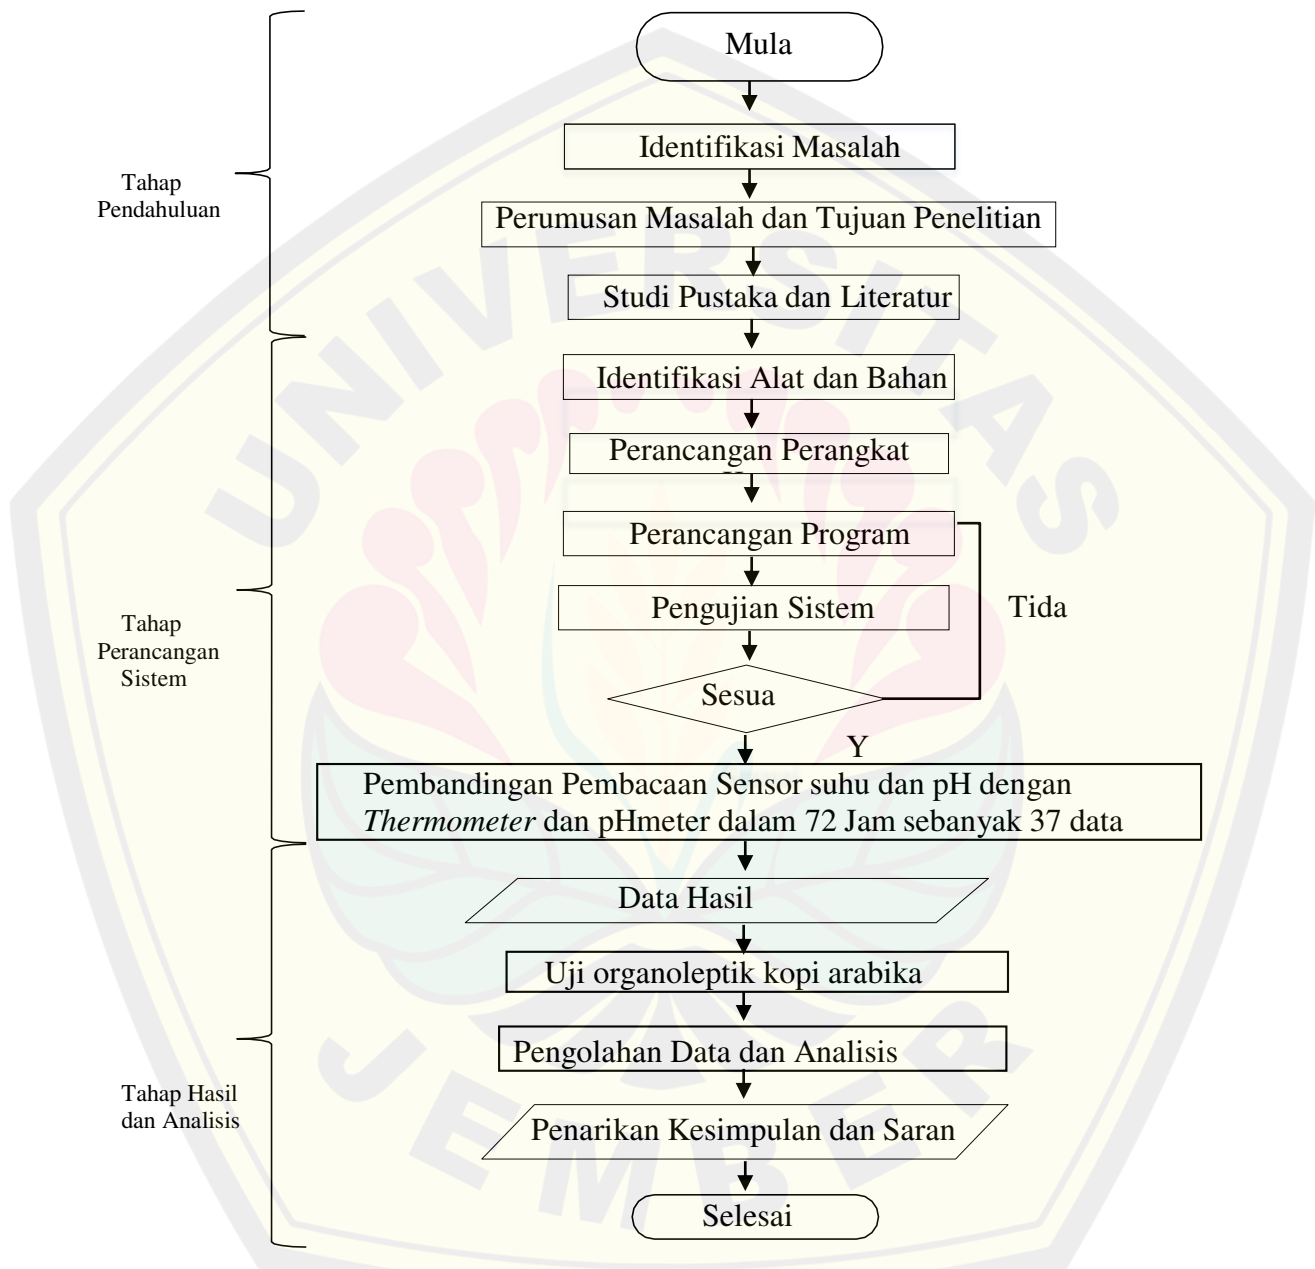 Mula
Identifikasi Masalah
Tahap
Pendahuluan
Perumusan Masalah dan Tujuan Penelitian
Studi Pustaka dan Literatur
Identifikasi Alat dan Bahan
Perancangan Perangkat
Perancangan Program
Pengujian Sistem
Tida
Tahap
Perancangan
Sistem
Sesua
Y
Pembandingan Pembacaan Sensor suhu dan pH dengan
Thermometer dan pHmeter dalam 72 Jam sebanyak 37 data
Data Hasil
Uji organoleptik kopi arabika
Pengolahan Data dan Analisis
Tahap Hasil
dan Analisis
Penarikan Kesimpulan dan Saran
Selesai
UNIVERSITAS
JEMBER